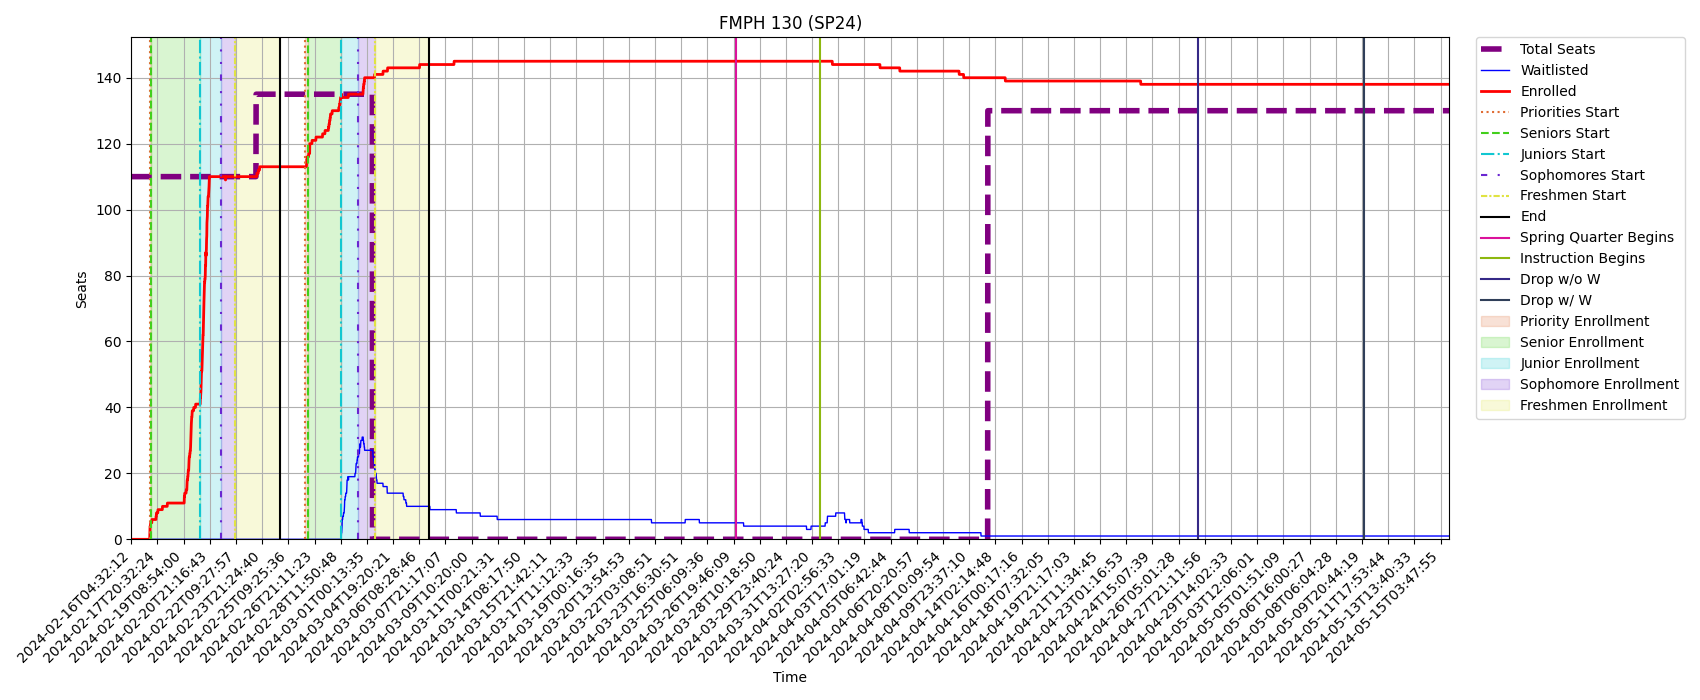 FMPH 130 (SP24)
Seats
140
120
100
80
60
40
20
0
2024-02-16T04:32:12
2024-02-17T20:32:24
2024-02-19T08:54:00
2024-02-20T21:16:43
2024-02-22T09:27:57
2024-02-23T21:24:40
2024-02-25T09:25:36
2024-02-26T21:11:23
2024-02-28T11:50:48
2024-03-01T00:13:35
2024-03-04T19:20:21
2024-03-06T08:28:46
2024-03-07T21:17:07
2024-03-09T10:20:00
2024-03-11T00:21:31
2024-03-14T08:17:50
2024-03-15T21:42:11
2024-03-17T11:12:33
2024-03-19T00:16:35
2024-03-20T13:54:53
2024-03-22T03:08:51
2024-03-23T16:30:51
2024-03-25T06:09:36
2024-03-26T19:46:09
2024-03-28T10:18:50
2024-03-29T23:40:24
2024-03-31T13:27:20
2024-04-02T02:56:33
2024-04-03T17:01:19
2024-04-05T06:42:44
2024-04-06T20:20:57
2024-04-08T10:09:54
2024-04-09T23:37:10
2024-04-14T02:14:48
2024-04-16T00:17:16
2024-04-18T07:32:05
2024-04-19T21:17:03
2024-04-21T11:34:45
2024-04-23T01:16:53
2024-04-24T15:07:39
2024-04-26T05:01:28
2024-04-27T21:11:56
2024-04-29T14:02:33
2024-05-03T12:06:01
2024-05-05T01:51:09
2024-05-06T16:00:27
2024-05-08T06:04:28
2024-05-09T20:44:19
2024-05-11T17:53:44
2024-05-13T13:40:33
2024-05-15T03:47:55
Time
Total Seats
Waitlisted
Enrolled
Priorities Start
Seniors Start
Juniors Start
Sophomores Start
Freshmen Start
End
Spring Quarter Begins
Instruction Begins
Drop w/o W
Drop w/ W
Priority Enrollment
Senior Enrollment
Junior Enrollment
Sophomore Enrollment
Freshmen Enrollment